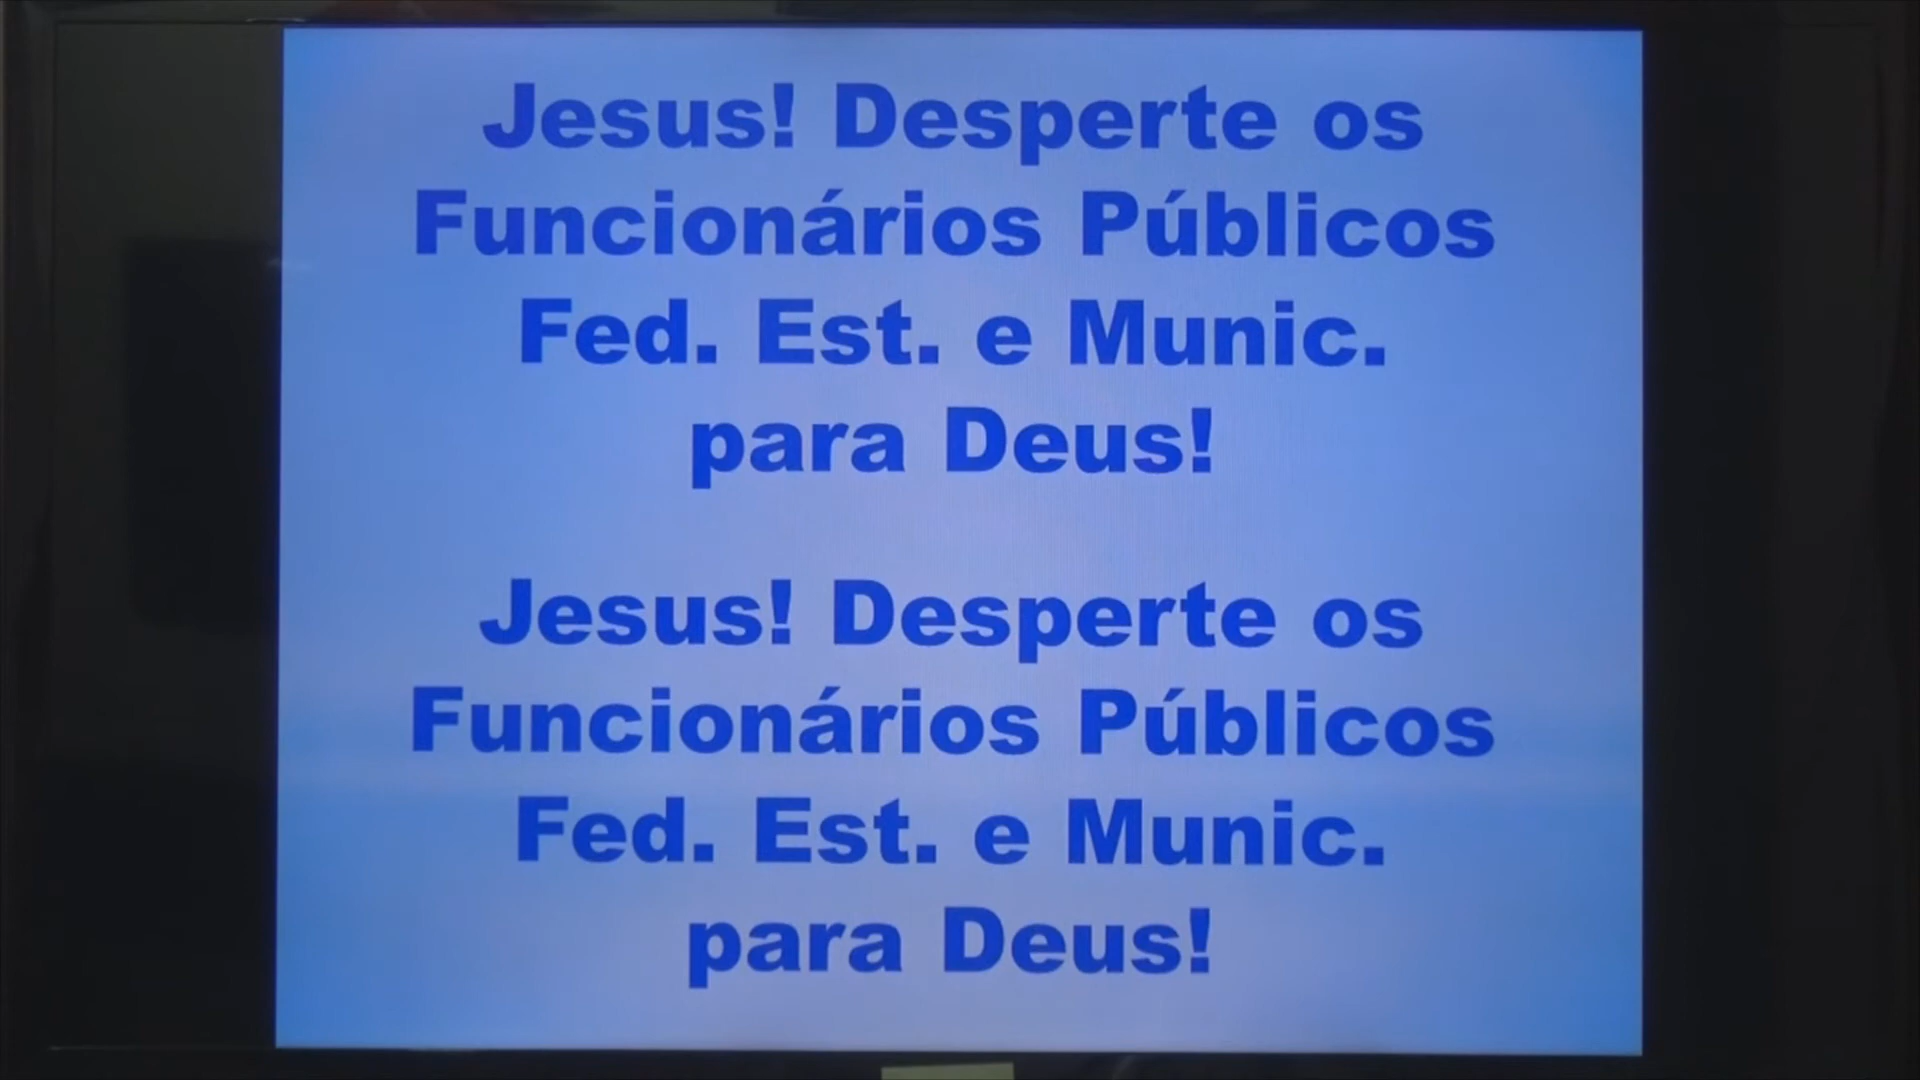 Jesus! Desperte os
Funcionários Públicos
Fed. Est. e Munic.
para Deus!
Jesus! Desperte os
Funcionários Públicos
Fed. Est. e Munic.
para Deus!